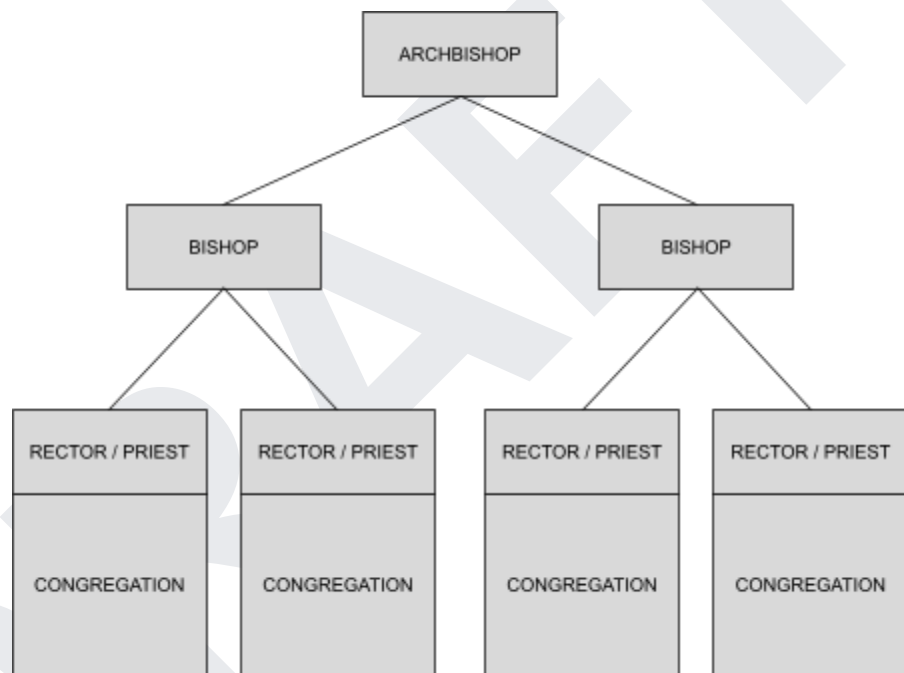 ARCHBISHOP
BISHOP BISHOP
RECTOR / PRIEST RECTOR / PRIEST RECTOR / PRIEST RECTOR / PRIEST
CONGREGATION CONGREGATION CONGREGATION CONGREGATION